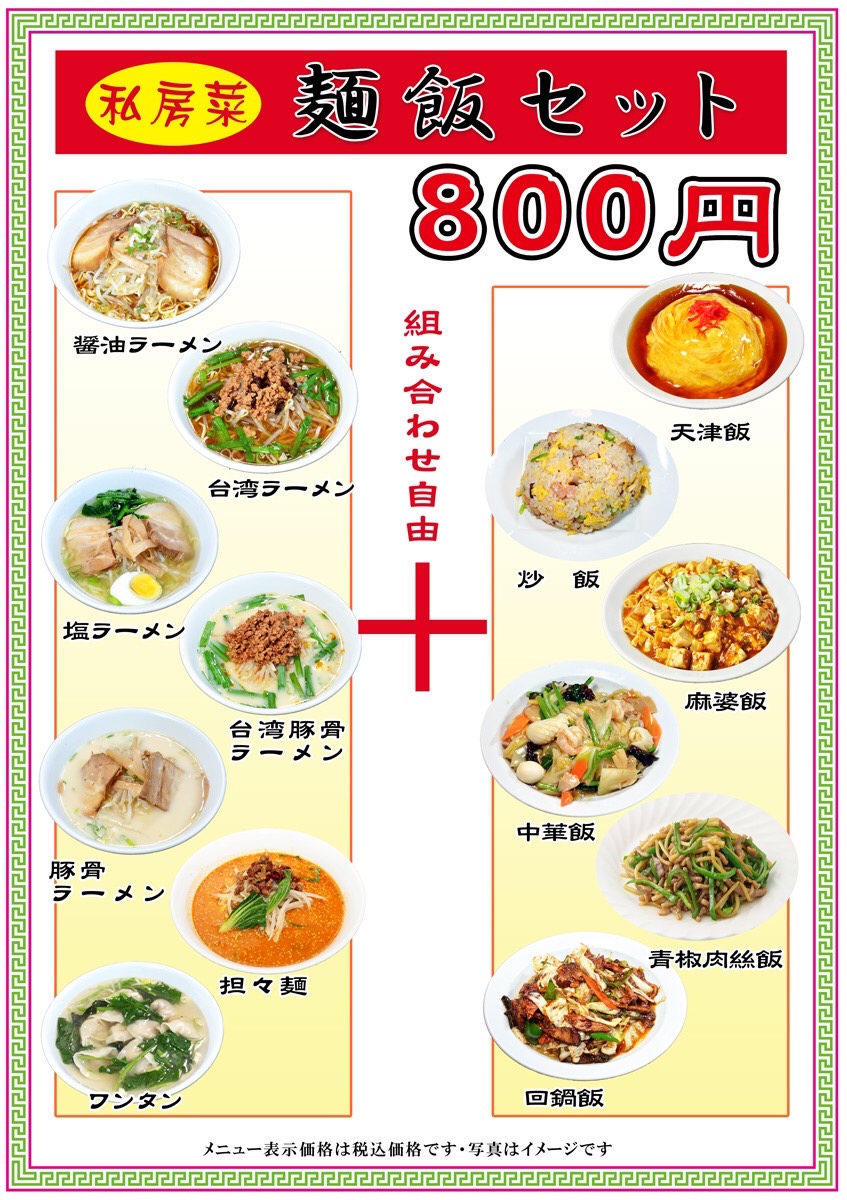 私房菜
麺飯セット
800円
組み合わせ自由
+
醤油ラーメン
台湾ラーメン
塩ラーメン
台湾豚骨
ラーメン
豚骨
ラーメン
担々麺
ワンタン
天津飯
炒 飯
麻婆飯
中華飯
青椒肉絲飯
回鍋飯
メニュー表示価格は税込価格です・写真はイメージです